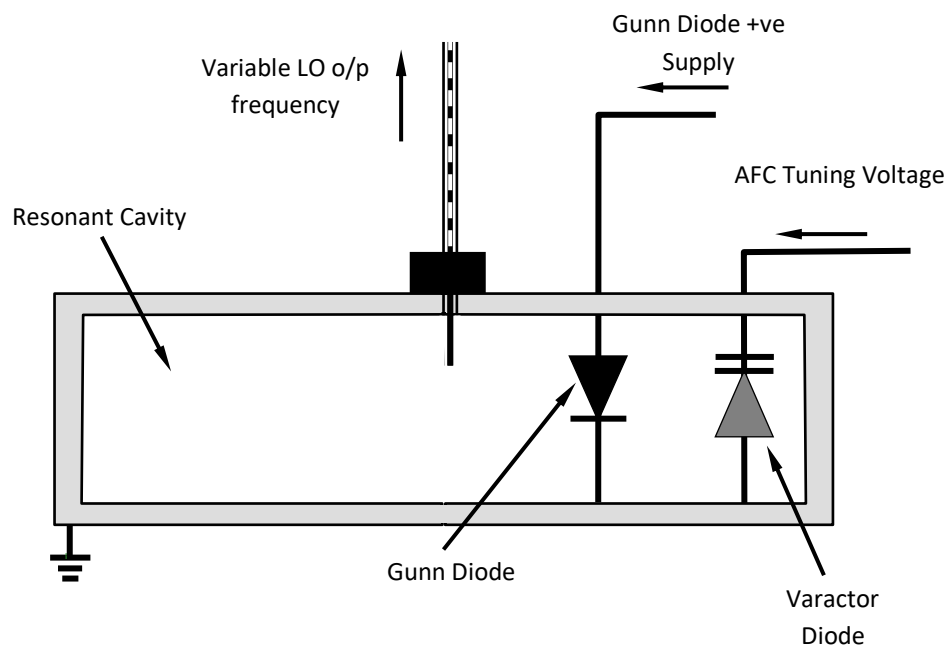 Gunn Diode +ve
Supply
Variable LO o/p
frequency
AFC Tuning Voltage
Resonant Cavity
Gunn Diode
Varactor
Diode